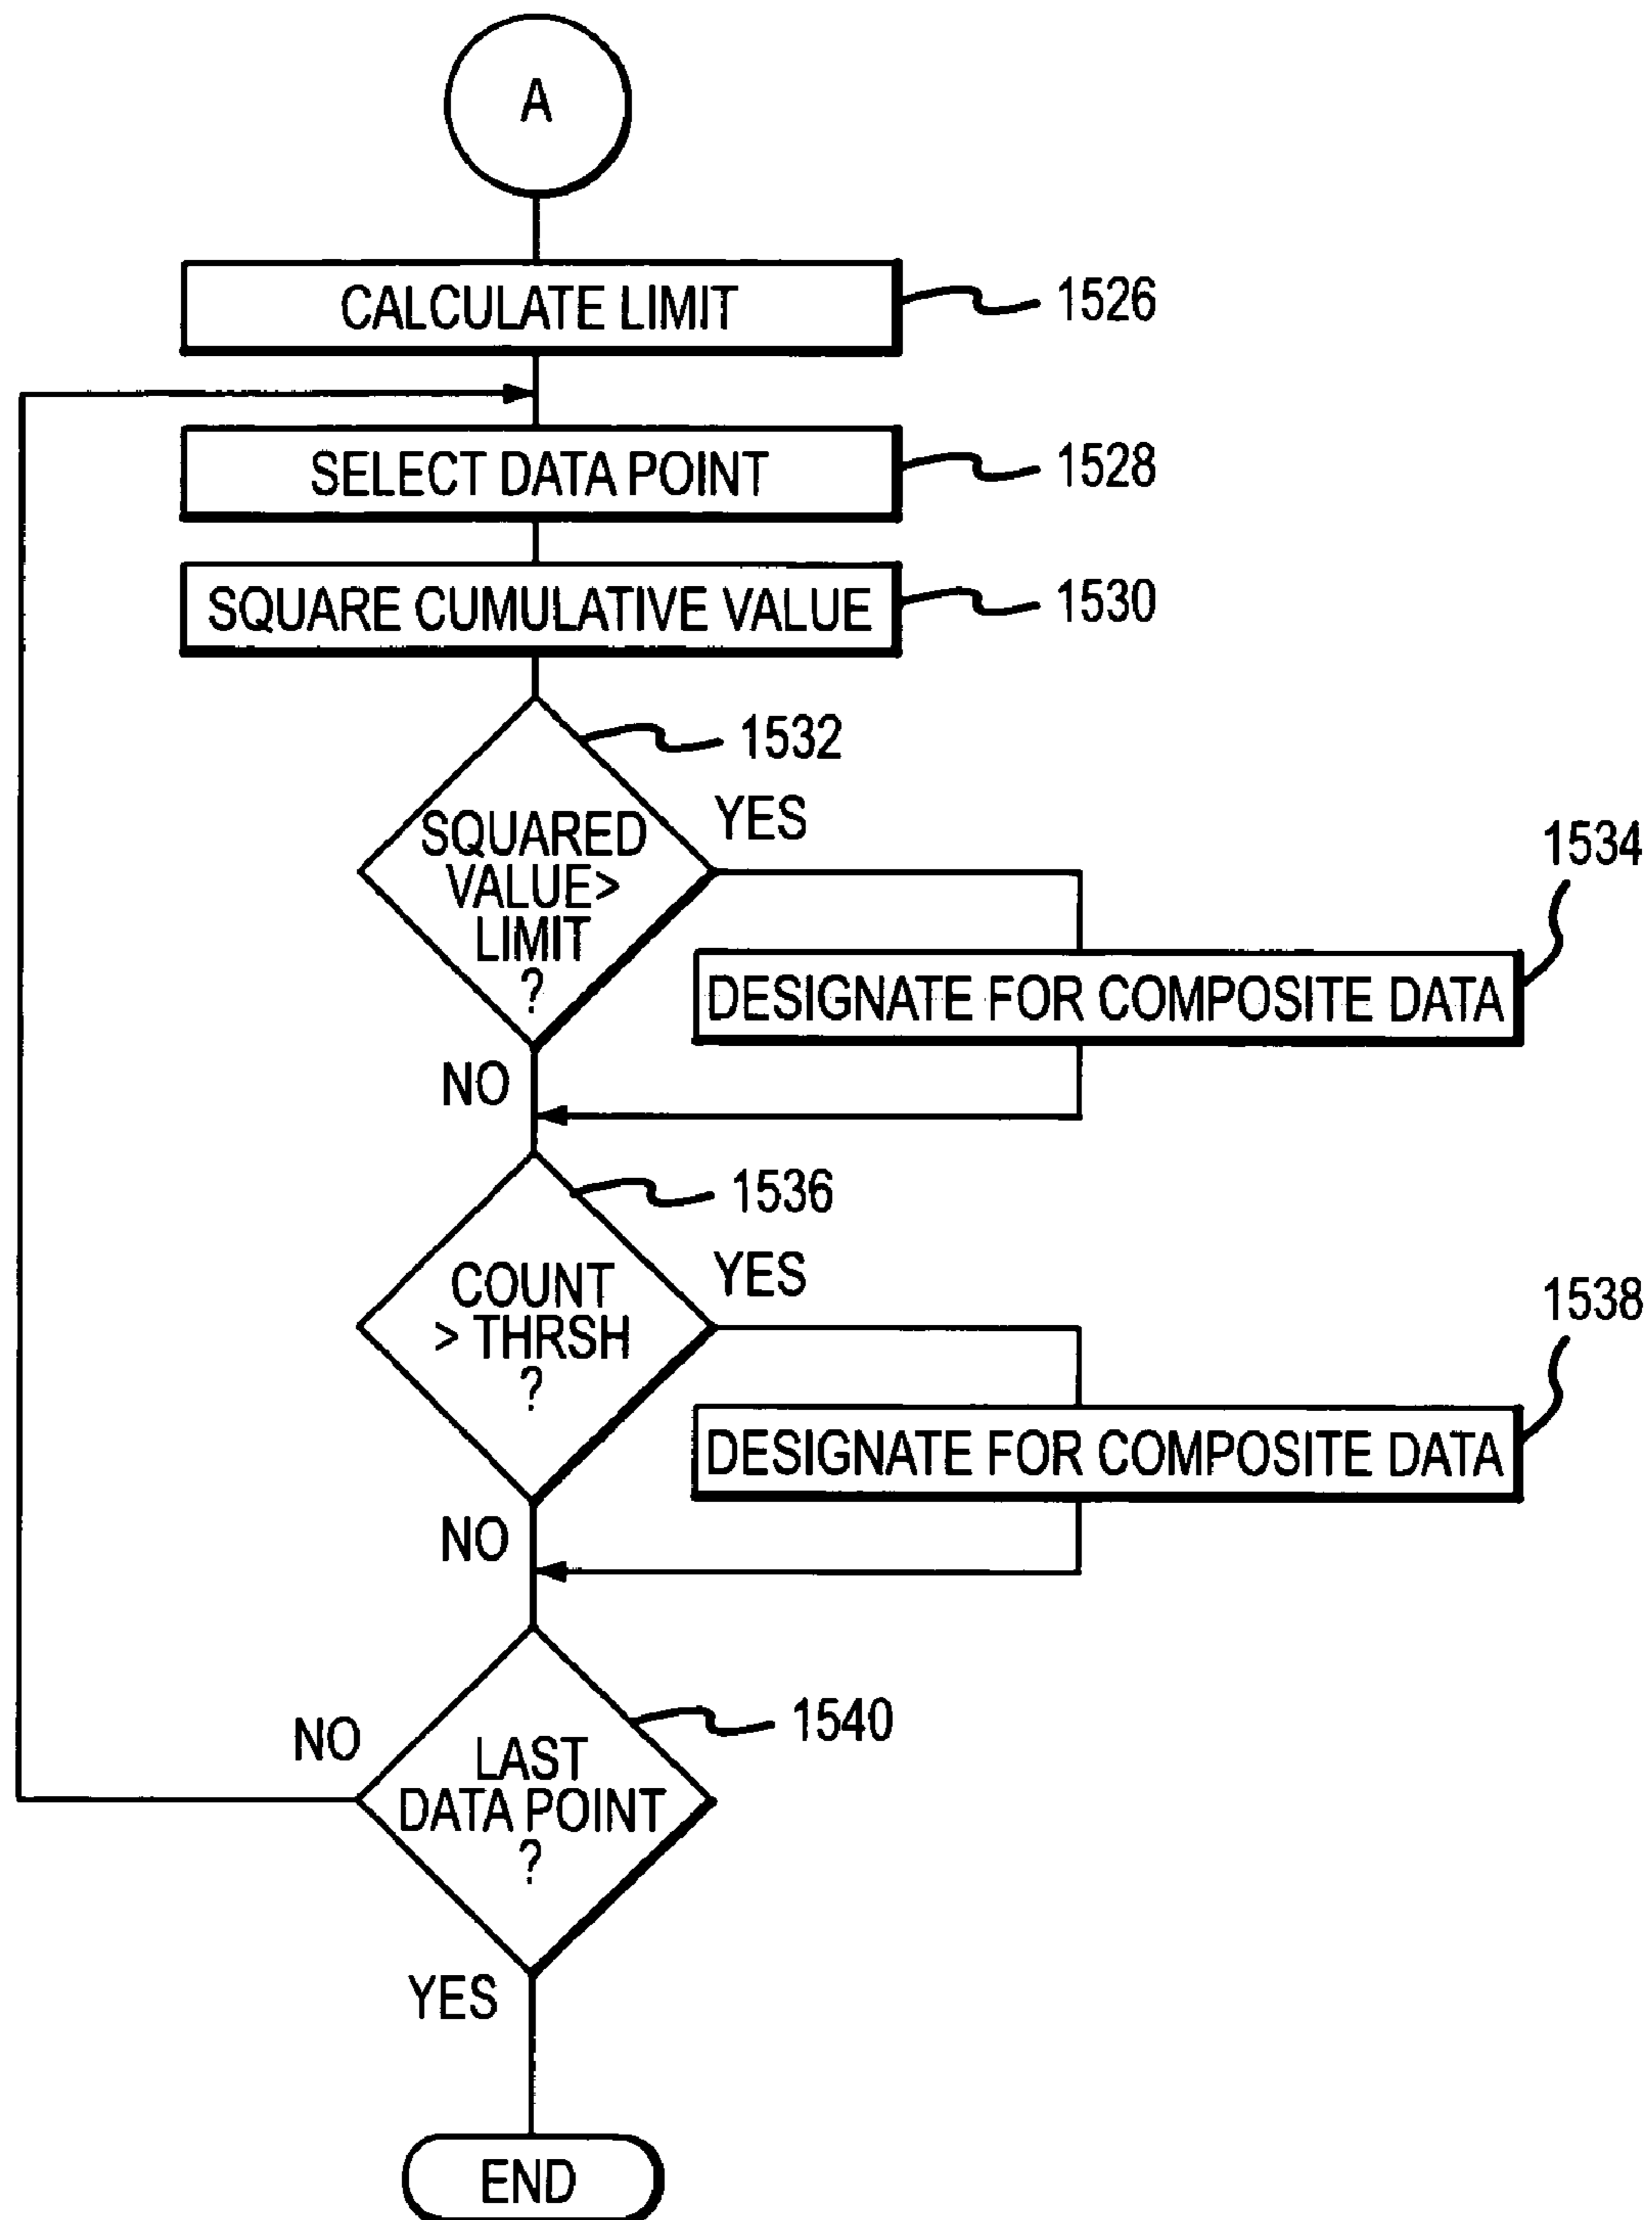 A
CALCULATE LIMIT
1526
SELECT DATA POINT
1528
SQUARE CUMULATIVE VALUE
1530
1532
SQUARED
VALUE>
LIMIT
?
YES
1534
DESIGNATE FOR COMPOSITE DATA
NO
1536
COUNT
> THRSH
?
YES
1538
DESIGNATE FOR COMPOSITE DATA
NO
1540
NO
LAST
DATA POINT
?
YES
END